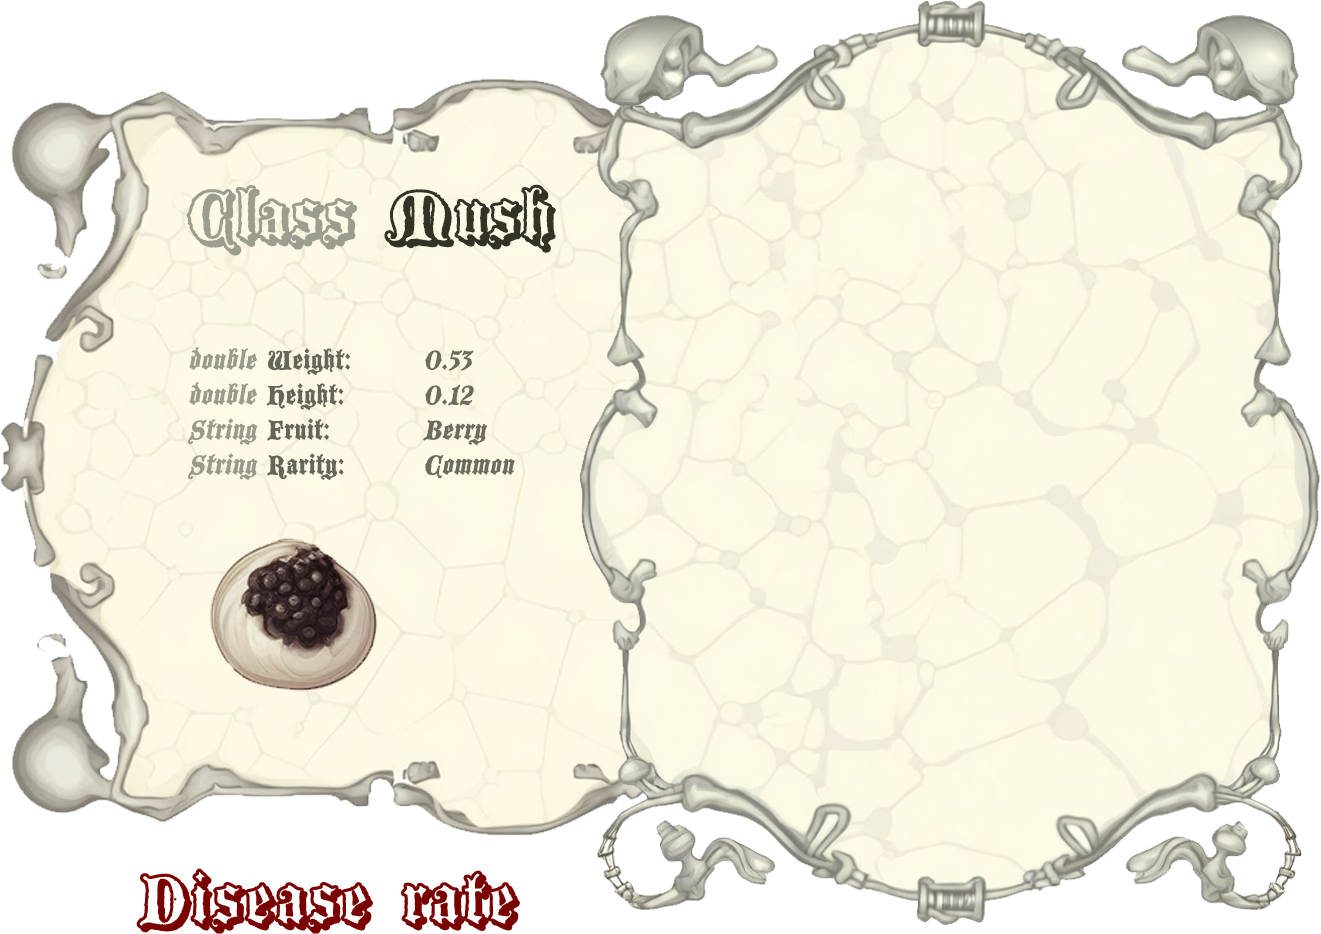 Class Mush
double Weight: 0.53
double Height: 0.12
String Fruit: Berry
String Rarity: Common
Disease rate